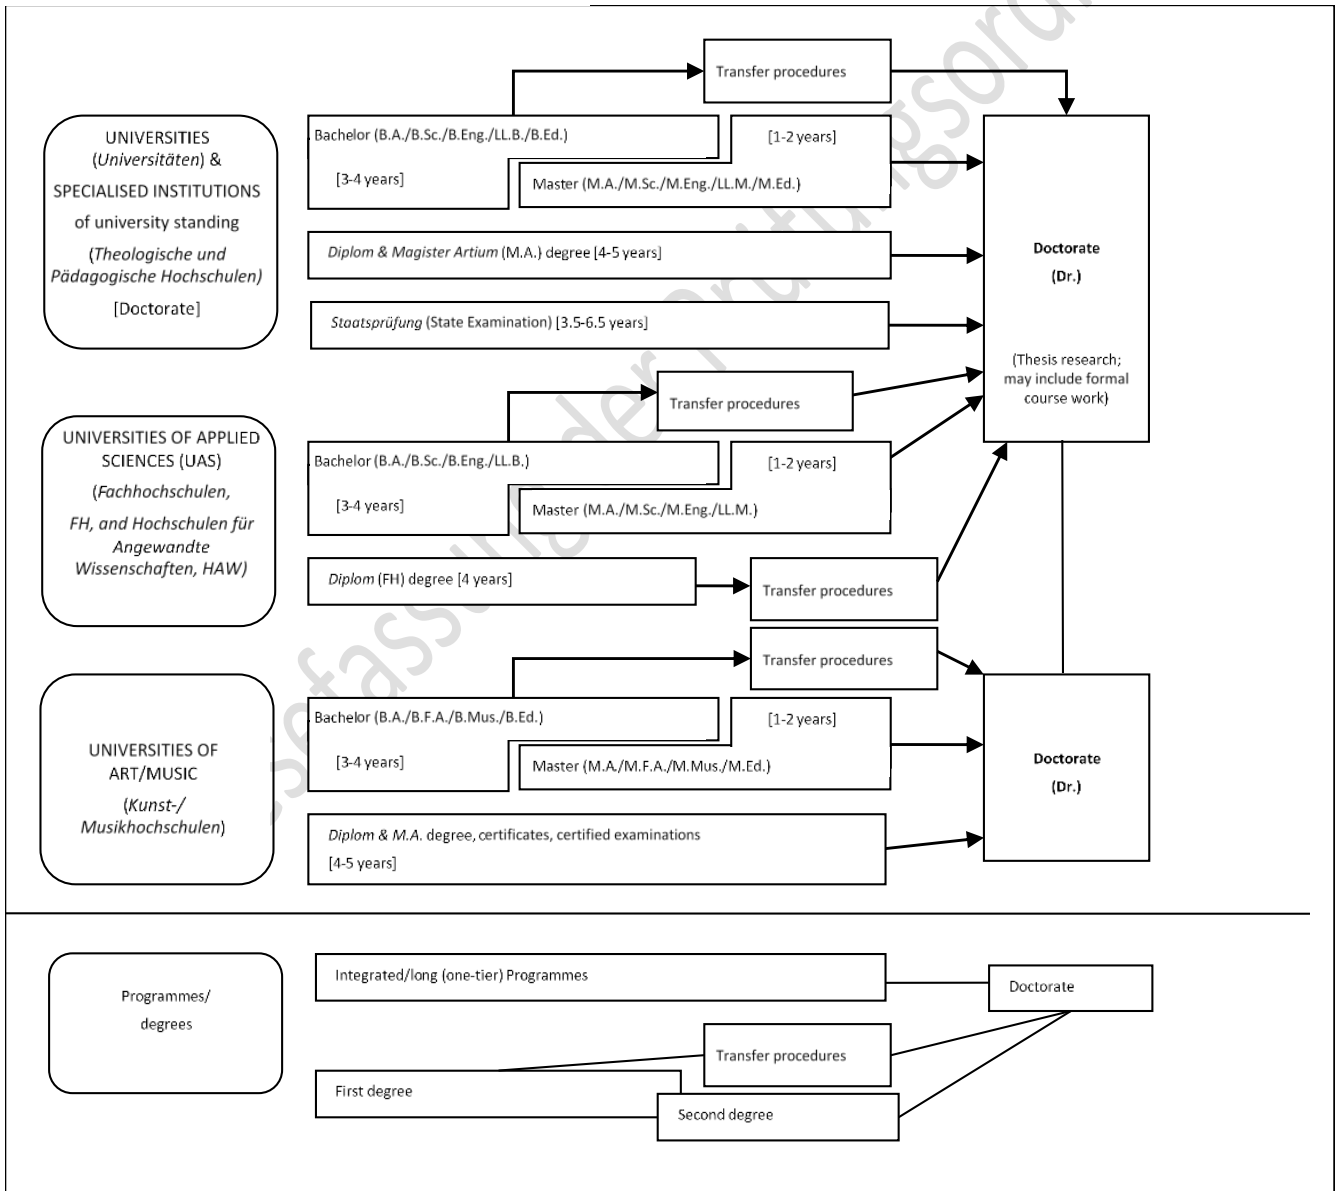 Transfer procedures
UNIVERSITIES
(Universitäten) &
SPECIALISED INSTITUTIONS
of university standing
(Theologische und
Pädagogische Hochschulen)
[Doctorate]
Bachelor (B.A./B.Sc./B.Eng./LL.B./B.Ed.)
[3-4 years]
[1-2 years]
Master (M.A./M.Sc./M.Eng./LL.M./M.Ed.)
Diplom & Magister Artium (M.A.) degree [4-5 years]
Staatsprüfung (State Examination) [3.5-6.5 years]
Doctorate
(Dr.)
(Thesis research;
may include formal
course work)
Transfer procedures
UNIVERSITIES OF APPLIED
SCIENCES (UAS)
(Fachhochschulen,
FH, and Hochschulen für
Angewandte
Wissenschaften, HAW)
Bachelor (B.A./B.Sc./B.Eng./LL.B.)
[3-4 years]
[1-2 years]
Master (M.A./M.Sc./M.Eng./LL.M.)
Diplom (FH) degree [4 years]
Transfer procedures
Transfer procedures
UNIVERSITIES OF
ART/MUSIC
(Kunst-/
Musikhochschulen)
Bachelor (B.A./B.F.A./B.Mus./B.Ed.)
[3-4 years]
[1-2 years]
Master (M.A./M.F.A./M.Mus./M.Ed.)
Diplom & M.A. degree, certificates, certified examinations
[4-5 years]
Doctorate
(Dr.)
Programmes/
degrees
Integrated/long (one-tier) Programmes
Doctorate
Transfer procedures
First degree
Second degree